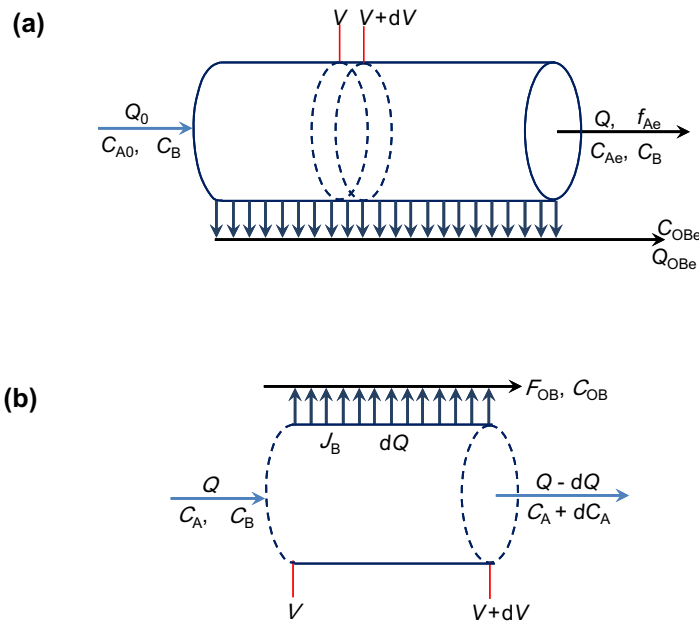 (a)
V V+dV
Q0
CA0, CB
Q, fAe
CAe, CB
COBe
QOBe
(b)
FOB, COB
JB dQ
Q
CA, CB
Q - dQ
CA + dCA
V V+dV